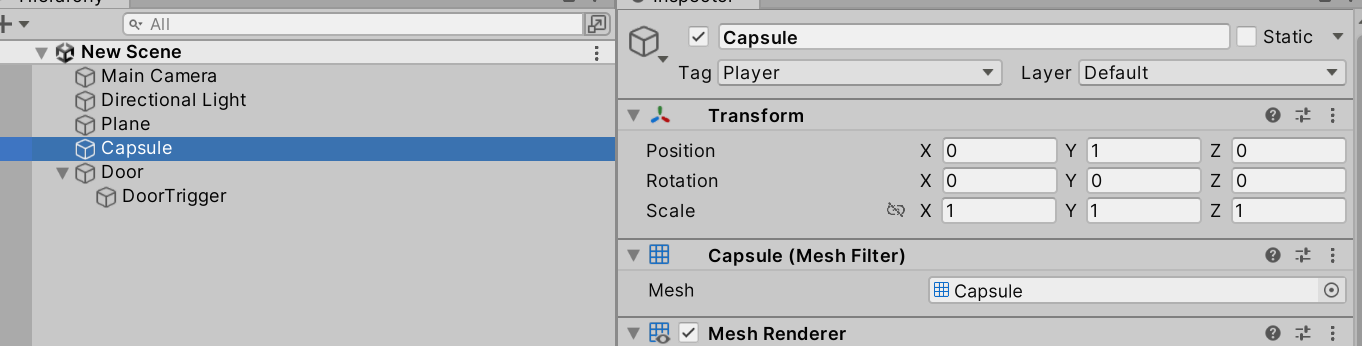 Hierarchy
All
New Scene
Main Camera
Directional Light
Plane
Capsule
Door
DoorTrigger
Inspector
Capsule
Static
Tag Player
Layer Default
Transform
Position X 0 Y 1 Z 0
Rotation X 0 Y 0 Z 0
Scale X 1 Y 1 Z 1
Capsule (Mesh Filter)
Mesh Capsule
Mesh Renderer